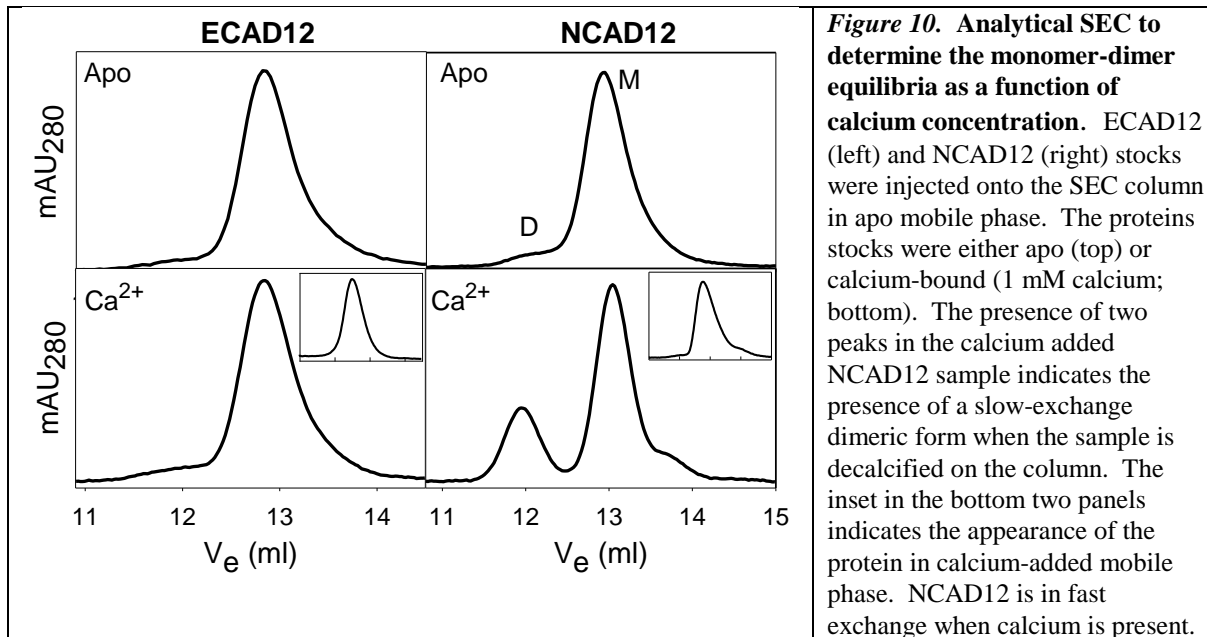 ECAD12
NCAD12
Apo
Apo
M
D
mAU280
Ca2+
Ca2+
mAU280
11 12 13 14
11 12 13 14 15
Ve (ml)
Ve (ml)
Figure 10. Analytical SEC to
determine the monomer-dimer
equilibria as a function of
calcium concentration. ECAD12
(left) and NCAD12 (right) stocks
were injected onto the SEC column
in apo mobile phase. The proteins
stocks were either apo (top) or
calcium-bound (1 mM calcium;
bottom). The presence of two
peaks in the calcium added
NCAD12 sample indicates the
presence of a slow-exchange
dimeric form when the sample is
decalcified on the column. The
inset in the bottom two panels
indicates the appearance of the
protein in calcium-added mobile
phase. NCAD12 is in fast
exchange when calcium is present.